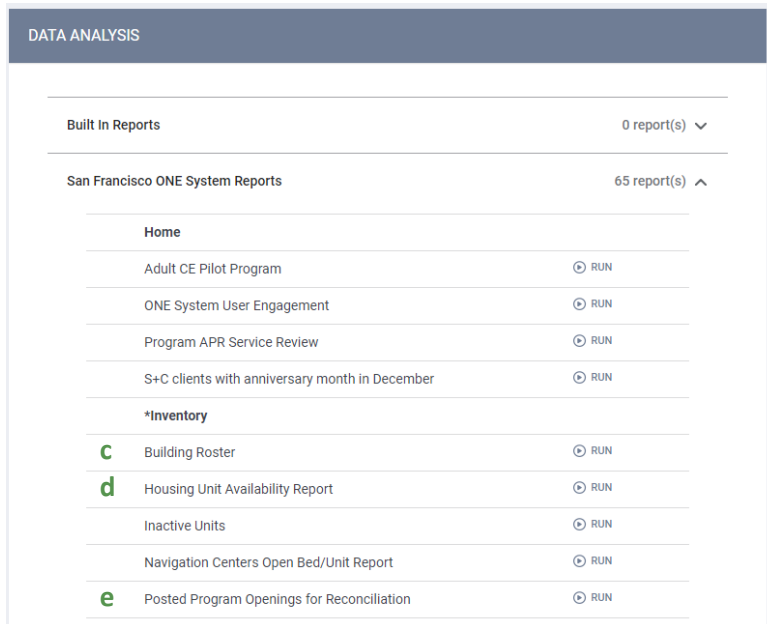 DATA ANALYSIS
Built In Reports 0 report(s)
San Francisco ONE System Reports 65 report(s)
Home
Adult CE Pilot Program RUN
ONE System User Engagement RUN
Program APR Service Review RUN
S+C clients with anniversary month in December RUN
*Inventory
c Building Roster RUN
d Housing Unit Availability Report RUN
Inactive Units RUN
Navigation Centers Open Bed/Unit Report RUN
e Posted Program Openings for Reconciliation RUN